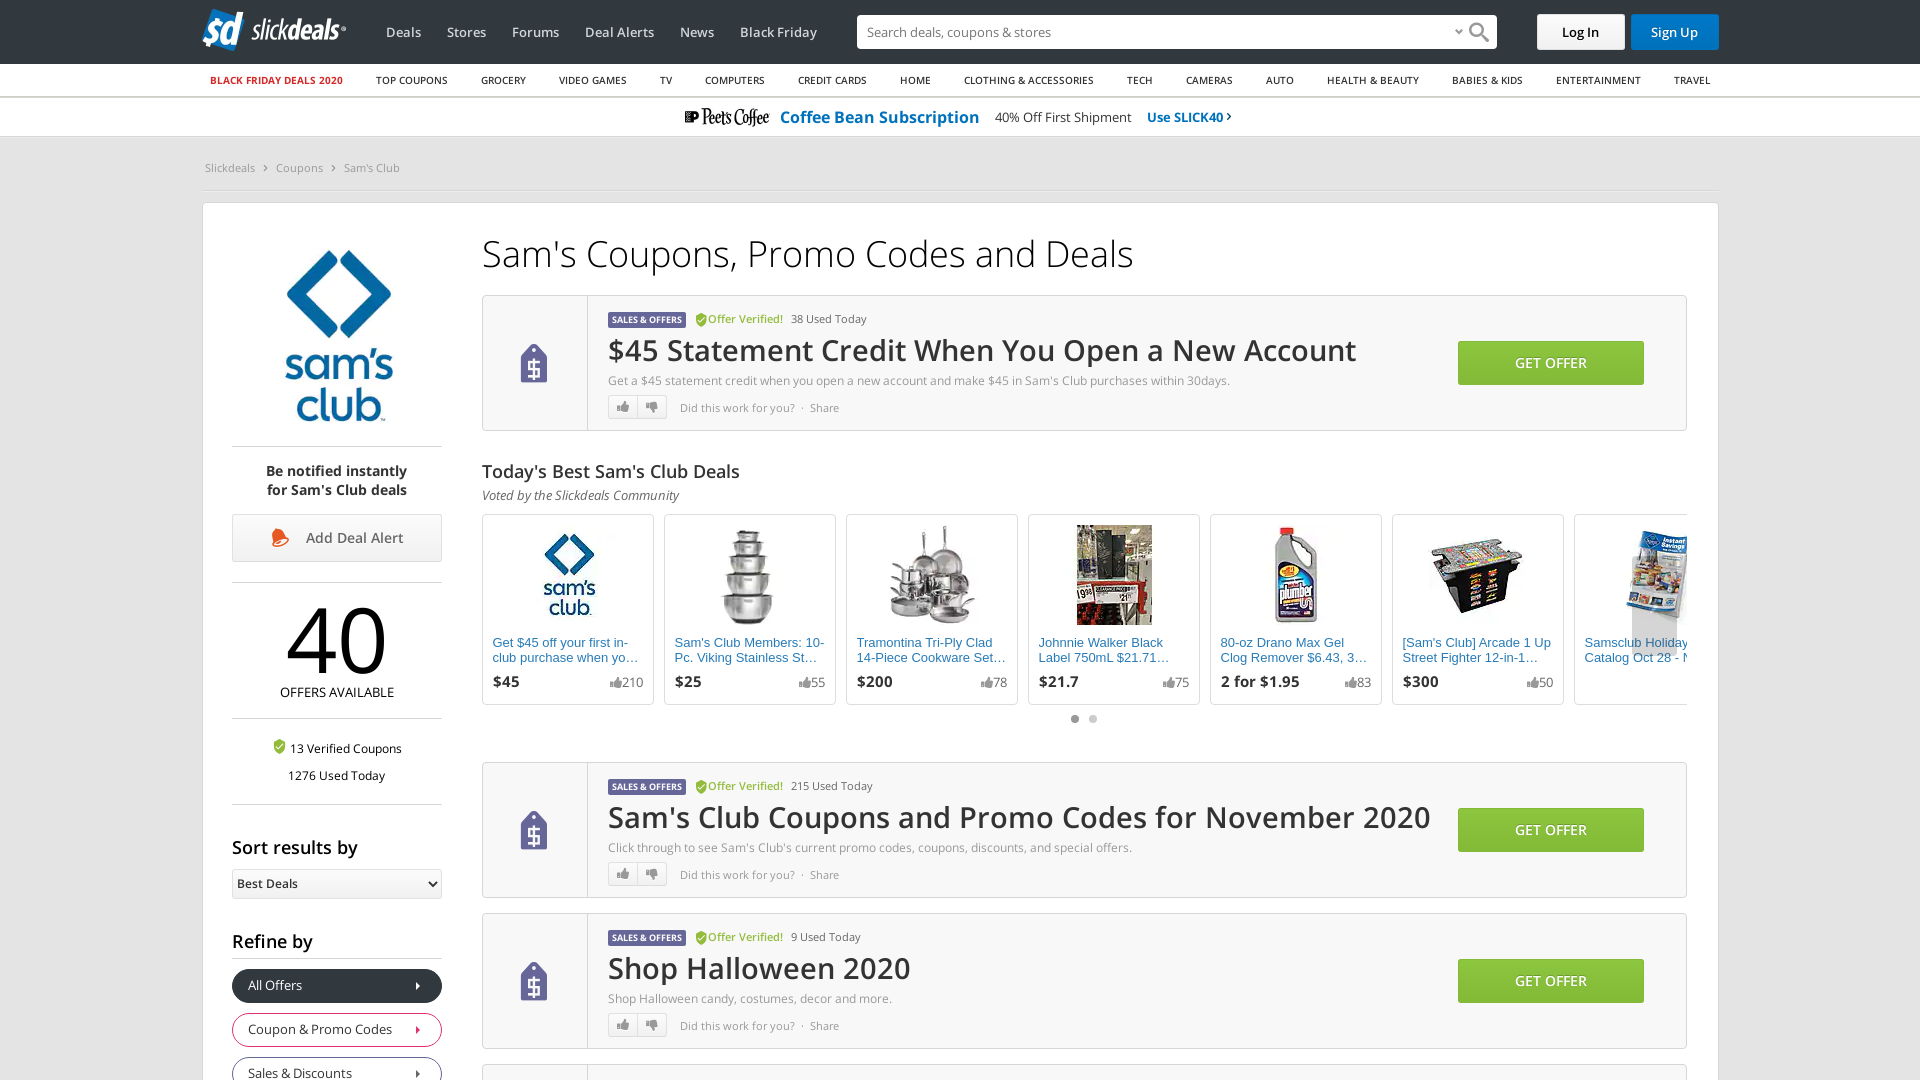 sd slickdeals
Deals
Stores
Forums
Deal Alerts
News
Black Friday
Search deals, coupons & stores
Log In
Sign Up
BLACK FRIDAY DEALS 2020
TOP COUPONS
GROCERY
VIDEO GAMES
TV
COMPUTERS
CREDIT CARDS
HOME
CLOTHING & ACCESSORIES
TECH
CAMERAS
AUTO
HEALTH & BEAUTY
BABIES & KIDS
ENTERTAINMENT
TRAVEL
Peet's Coffee Coffee Bean Subscription 40% Off First Shipment Use SLICK40
Slickdeals > Coupons > Sam's Club
sam's
club
Be notified instantly
for Sam's Club deals
Add Deal Alert
40
OFFERS AVAILABLE
13 Verified Coupons
1276 Used Today
Sort results by
Best Deals
Refine by
All Offers
Coupon & Promo Codes
Sales & Discounts
Sam's Coupons, Promo Codes and Deals
SALES & OFFERS Offer Verified! 38 Used Today
$45 Statement Credit When You Open a New Account
Get a $45 statement credit when you open a new account and make $45 in Sam's Club purchases within 30days.
Did this work for you? · Share
GET OFFER
Today's Best Sam's Club Deals
Voted by the Slickdeals Community
sam's
club
Get $45 off your first in-
club purchase when yo…
$45 210
Sam's Club Members: 10-
Pc. Viking Stainless St…
$25 55
Tramontina Tri-Ply Clad
14-Piece Cookware Set…
$200 78
Johnnie Walker Black
Label 750mL $21.71…
$21.7 75
plumber
80-oz Drano Max Gel
Clog Remover $6.43, 3…
2 for $1.95 83
[Sam's Club] Arcade 1 Up
Street Fighter 12-in-1…
$300 50
Instant
Savings
Samsclub Holiday
Catalog Oct 28 - N
SALES & OFFERS Offer Verified! 215 Used Today
Sam's Club Coupons and Promo Codes for November 2020
Click through to see Sam's Club's current promo codes, coupons, discounts, and special offers.
Did this work for you? · Share
GET OFFER
SALES & OFFERS Offer Verified! 9 Used Today
Shop Halloween 2020
Shop Halloween candy, costumes, decor and more.
Did this work for you? · Share
GET OFFER